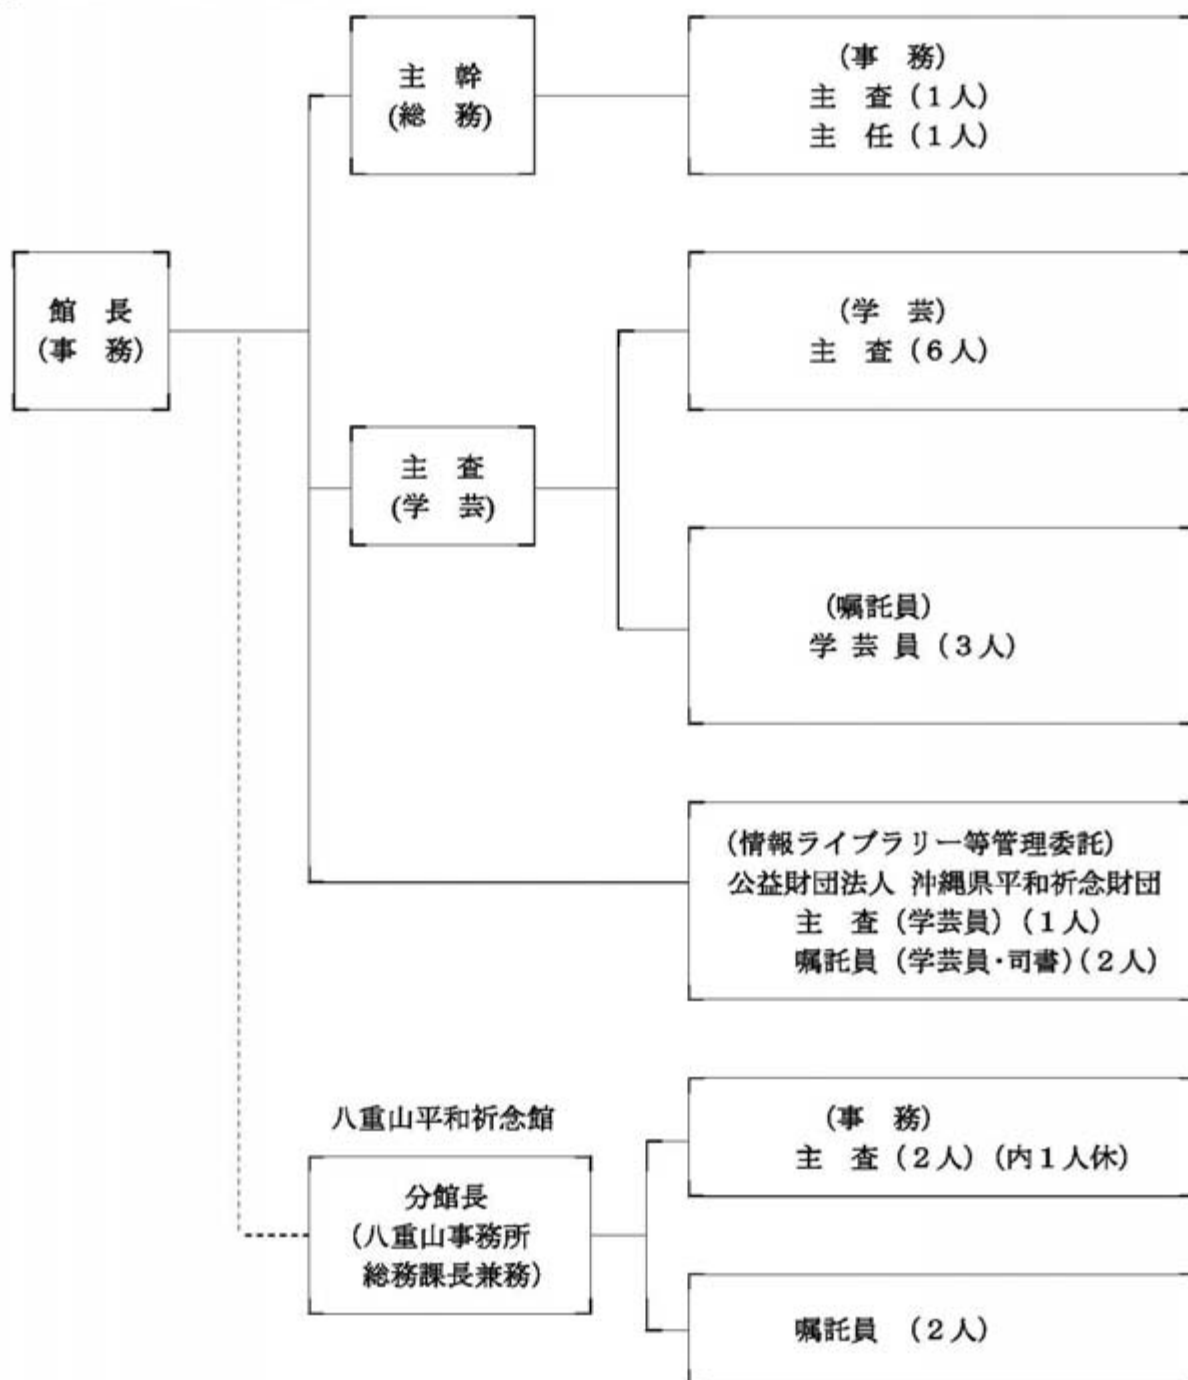 主 幹
(総 務)
(事 務)
主 査 (1人)
主 任 (1人)
館 長
(事 務)
(学 芸)
主 査 (6人)
主 査
(学 芸)
(嘱託員)
学 芸 員 (3人)
(情報ライブラリー等管理委託)
公益財団法人 沖縄県平和祈念財団
主 査 (学芸員) (1人)
嘱託員 (学芸員・司書) (2人)
八重山平和祈念館
分館長
(八重山事務所
総務課長兼務)
(事 務)
主 査 (2人) (内1人休)
嘱託員 (2人)